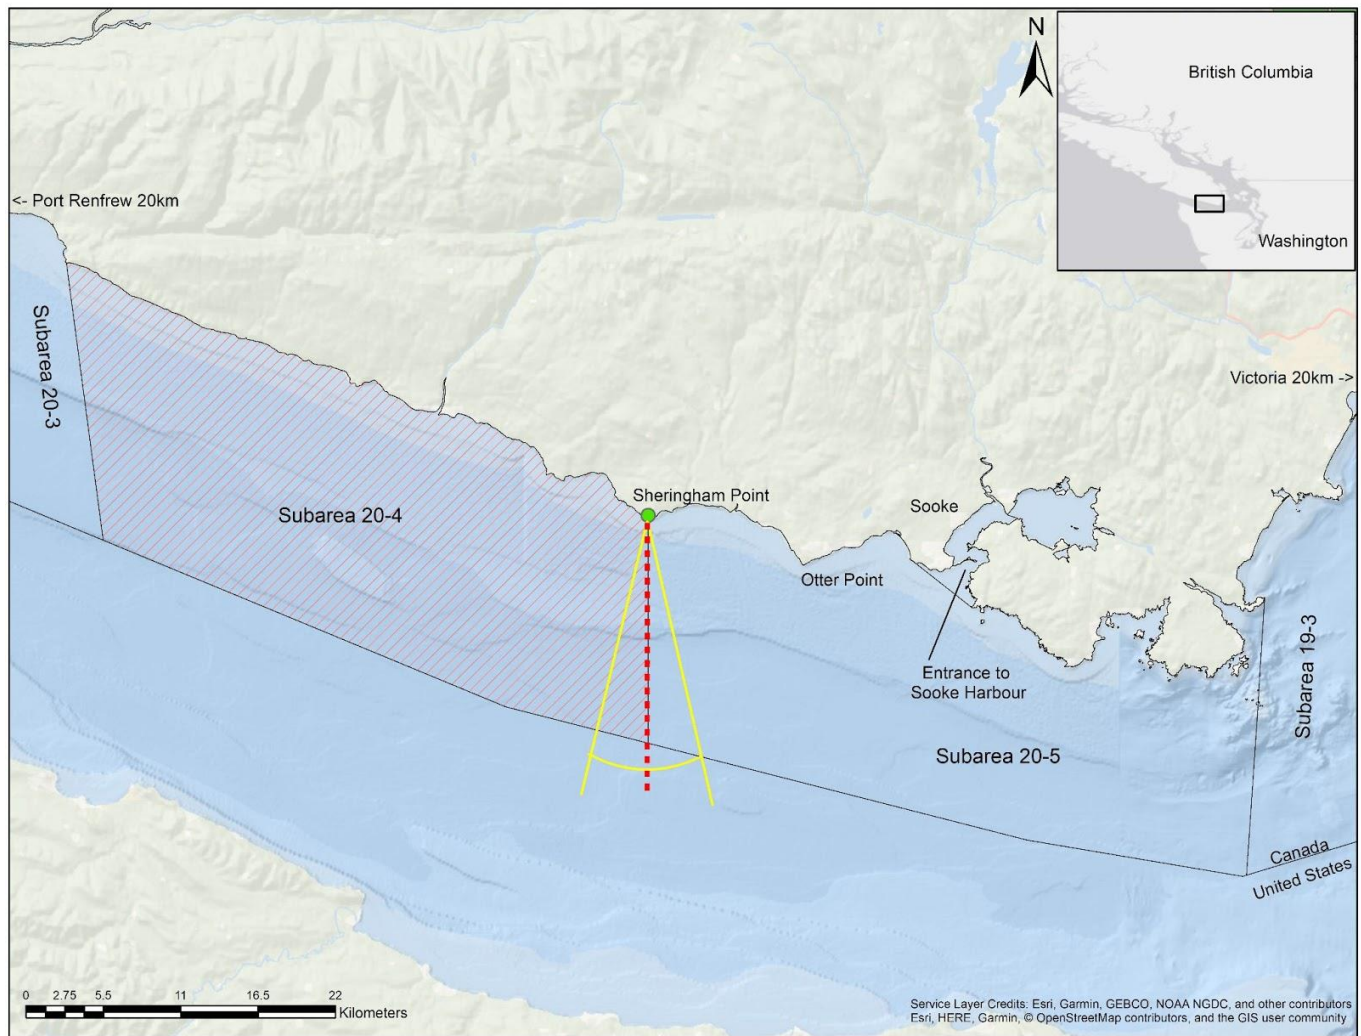 N
British Columbia
Washington
<- Port Renfrew 20km
Victoria 20km ->
Subarea 20-3
Subarea 20-4
Sheringham Point
Sooke
Otter Point
Entrance to
Sooke Harbour
Subarea 19-3
Subarea 20-5
Canada
United States
0 2.75 5.5 11 16.5 22
Kilometers
Service Layer Credits: Esri, Garmin, GEBCO, NOAA NGDC, and other contributors
Esri, HERE, Garmin, © OpenStreetMap contributors, and the GIS user community